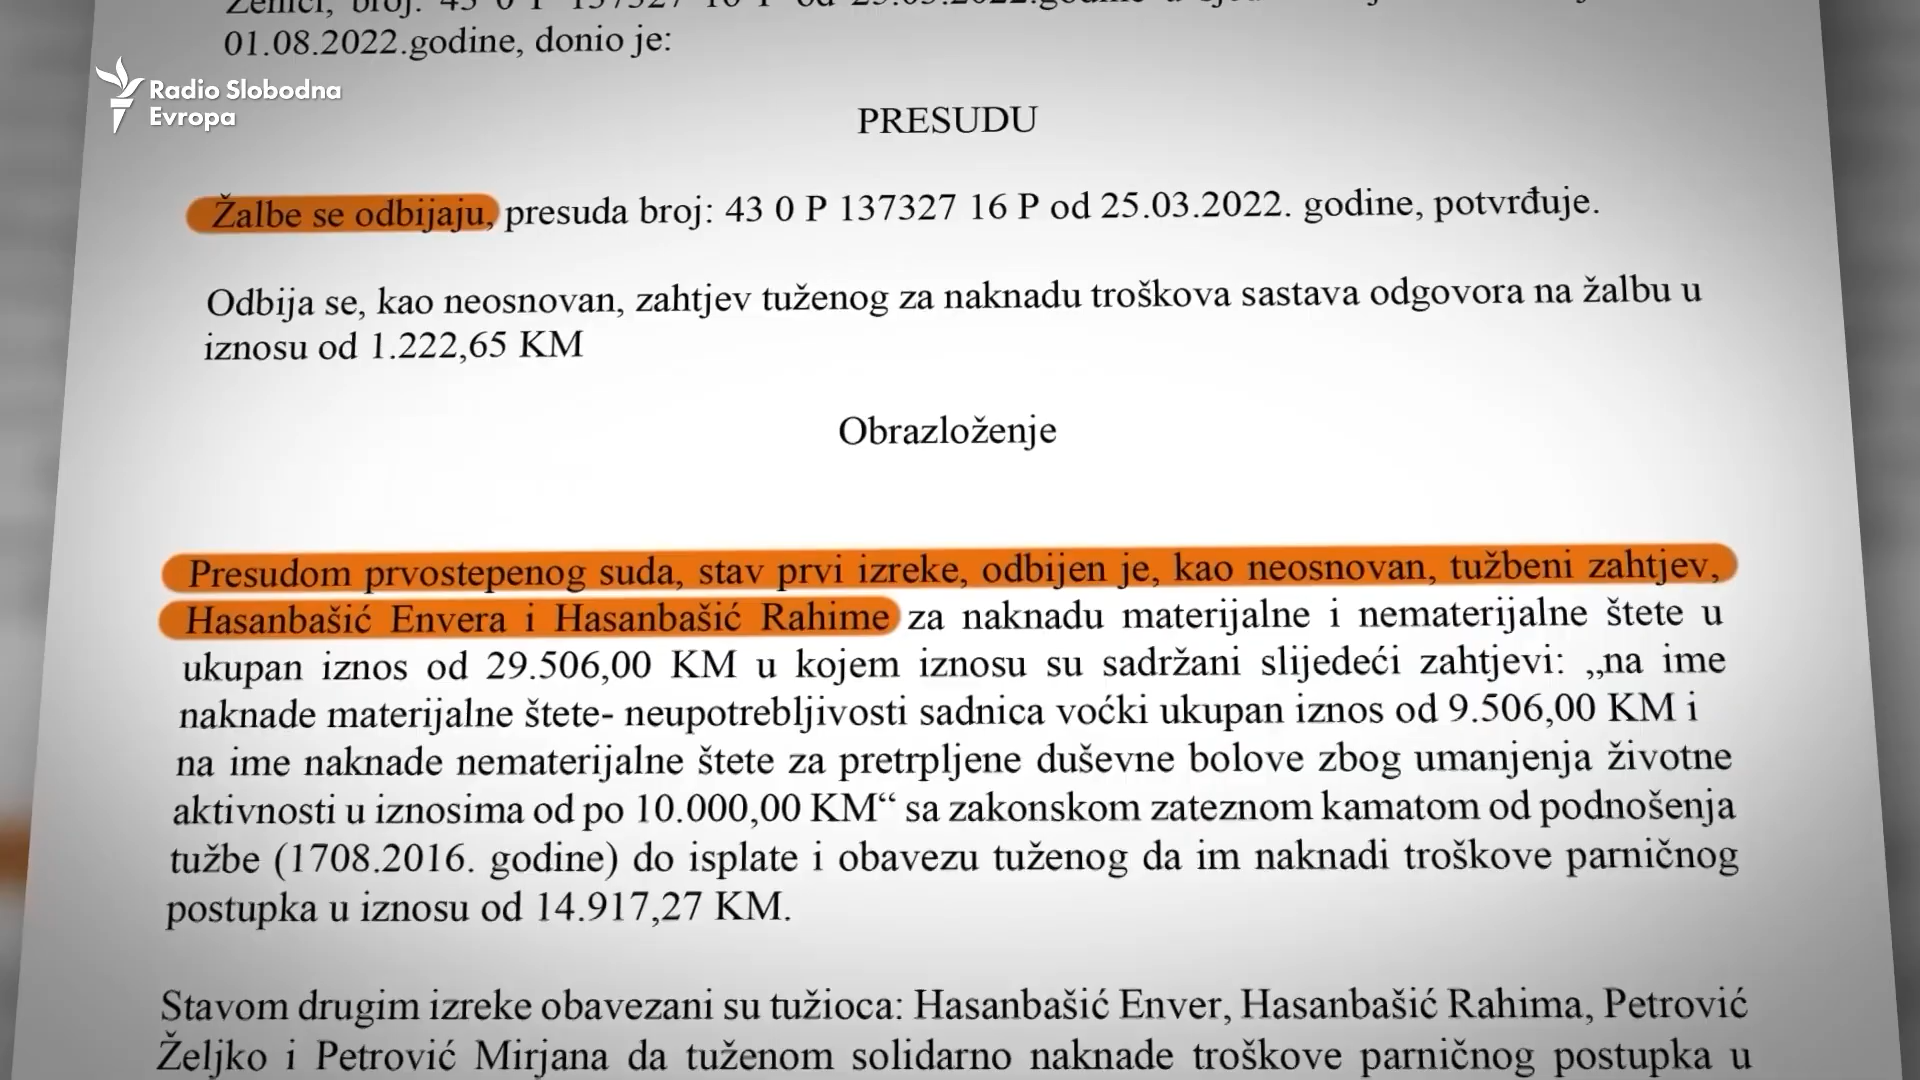 01.08.2022.godine, donio je:
Radio Slobodna
Evropa
PRESUDU
Žalbe se odbijaju, presuda broj: 43 0 P 137327 16 P od 25.03.2022. godine, potvrđuje.
Odbija se, kao neosnovan, zahtjev tuženog za naknadu troškova sastava odgovora na žalbu u
iznosu od 1.222,65 KM
Obrazloženje
Presudom prvostepenog suda, stav prvi izreke, odbijen je, kao neosnovan, tužbeni zahtjev,
Hasanbašić Envera i Hasanbašić Rahime za naknadu materijalne i nematerijalne štete u
ukupan iznos od 29.506,00 KM u kojem iznosu su sadržani slijedeći zahtjevi: „na ime
naknade materijalne štete- neupotrebljivosti sadnica voćki ukupan iznos od 9.506,00 KM i
na ime naknade nematerijalne štete za pretrpljene duševne bolove zbog umanjenja životne
aktivnosti u iznosima od po 10.000,00 KM“ sa zakonskom zateznom kamatom od podnošenja
tužbe (1708.2016. godine) do isplate i obavezu tuženog da im naknadi troškove parničnog
postupka u iznosu od 14.917,27 KM.
Stavom drugim izreke obavezani su tužioca: Hasanbašić Enver, Hasanbašić Rahima, Petrović
Željko i Petrović Mirjana da tuženom solidarno naknade troškove parničnog postupka u